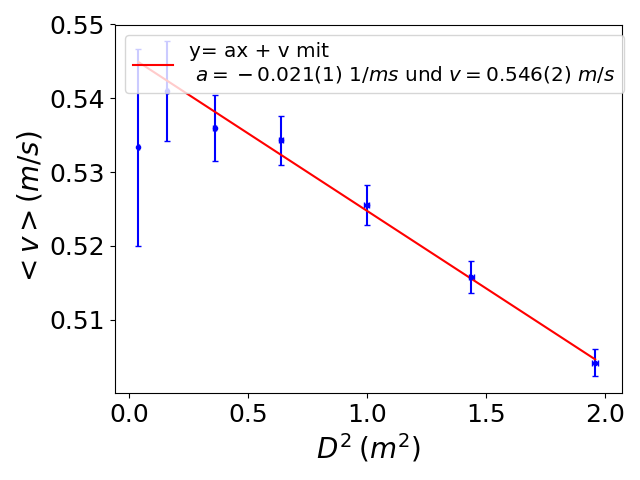 y= ax + v mit
a = −0.021(1) 1/ms und v = 0.546(2) m/s
0.55
0.54
0.53
0.52
0.51
< v > (m/s)
0.0 0.5 1.0 1.5 2.0
D² (m²)